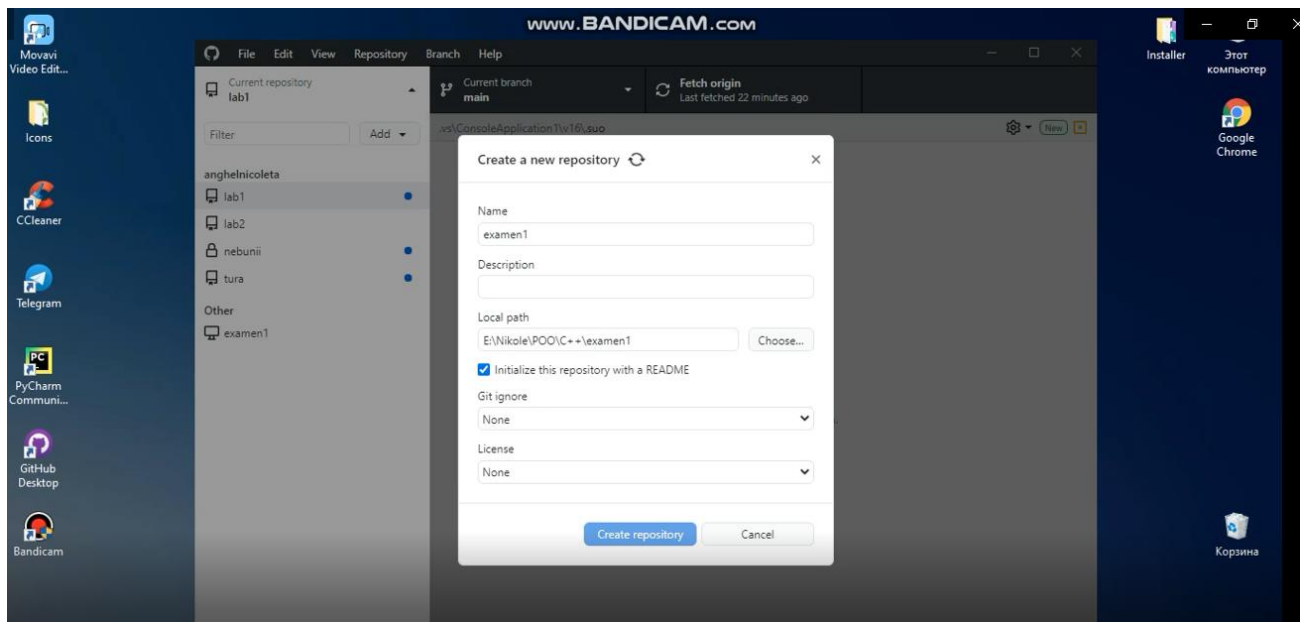 www.BANDICAM.com
Movavi
Video Edit...
Icons
CCleaner
Telegram
PC
PyCharm
Communi...
GitHub
Desktop
Bandicam
File Edit View Repository Branch Help
Current repository
lab1
Current branch
main
Fetch origin
Last fetched 22 minutes ago
Filter
Add
.vs\ConsoleApplication1\v16\.suo
New
anghelnicoleta
lab1
lab2
nebunii
tura
Other
examen1
Create a new repository
Name
examen1
Description
Local path
E:\Nikole\POO\C++\examen1
Choose...
Initialize this repository with a README
Git ignore
None
License
None
Create repository
Cancel
Installer
Этот
компьютер
Google
Chrome
Корзина